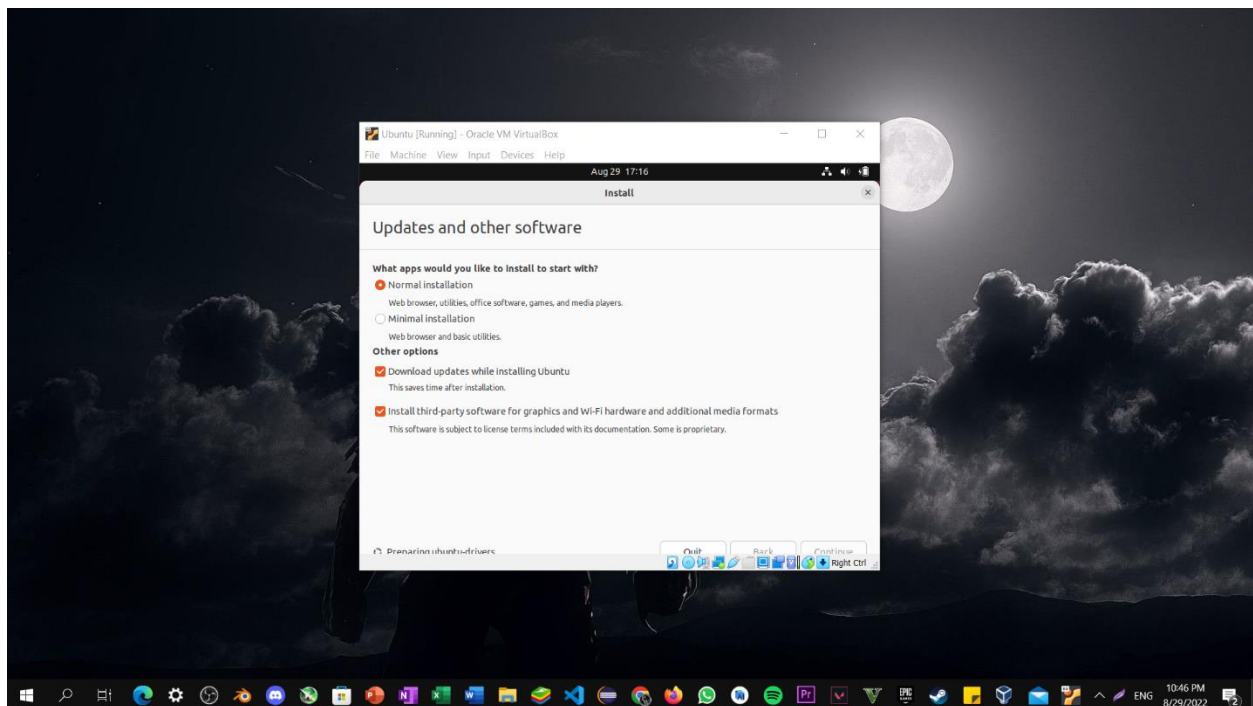 Ubuntu [Running] - Oracle VM VirtualBox
File Machine View Input Devices Help
Aug 29 17:16
Install
Updates and other software
What apps would you like to install to start with?
Normal installation
Web browser, utilities, office software, games, and media players.
Minimal installation
Web browser and basic utilities.
Other options
Download updates while installing Ubuntu
This saves time after installation.
Install third-party software for graphics and Wi-Fi hardware and additional media formats
This software is subject to license terms included with its documentation. Some is proprietary.
Preparing ubuntu-drivers Quit Back Continue
Right Ctrl
ENG 10:46 PM
8/29/2022 2